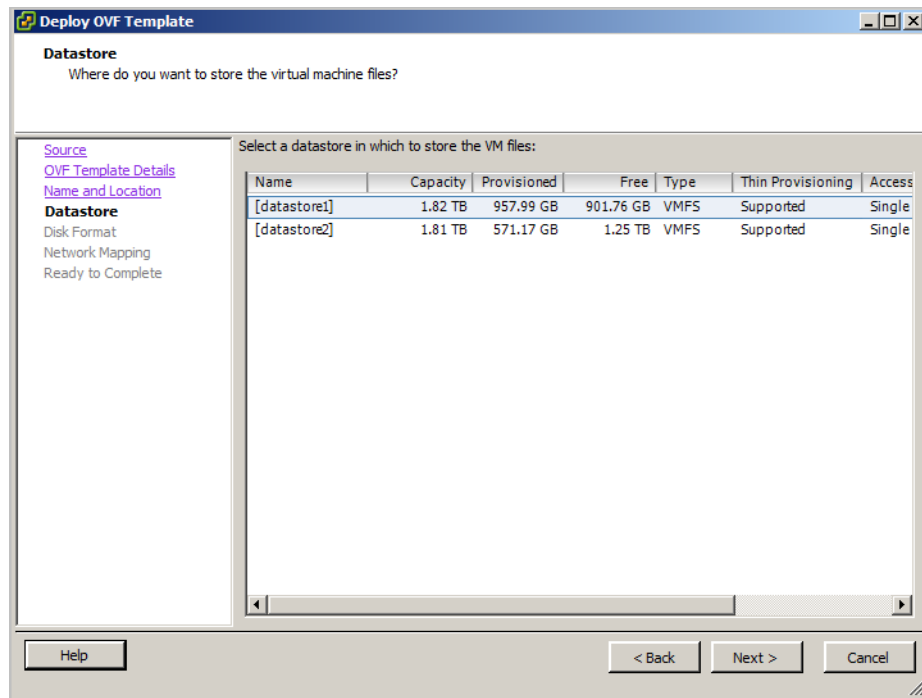 Deploy OVF Template
Datastore
Where do you want to store the virtual machine files?
Source
OVF Template Details
Name and Location
Datastore
Disk Format
Network Mapping
Ready to Complete
Select a datastore in which to store the VM files:
Name Capacity Provisioned Free Type Thin Provisioning Access
[datastore1] 1.82 TB 957.99 GB 901.76 GB VMFS Supported Single
[datastore2] 1.81 TB 571.17 GB 1.25 TB VMFS Supported Single
Help < Back Next > Cancel